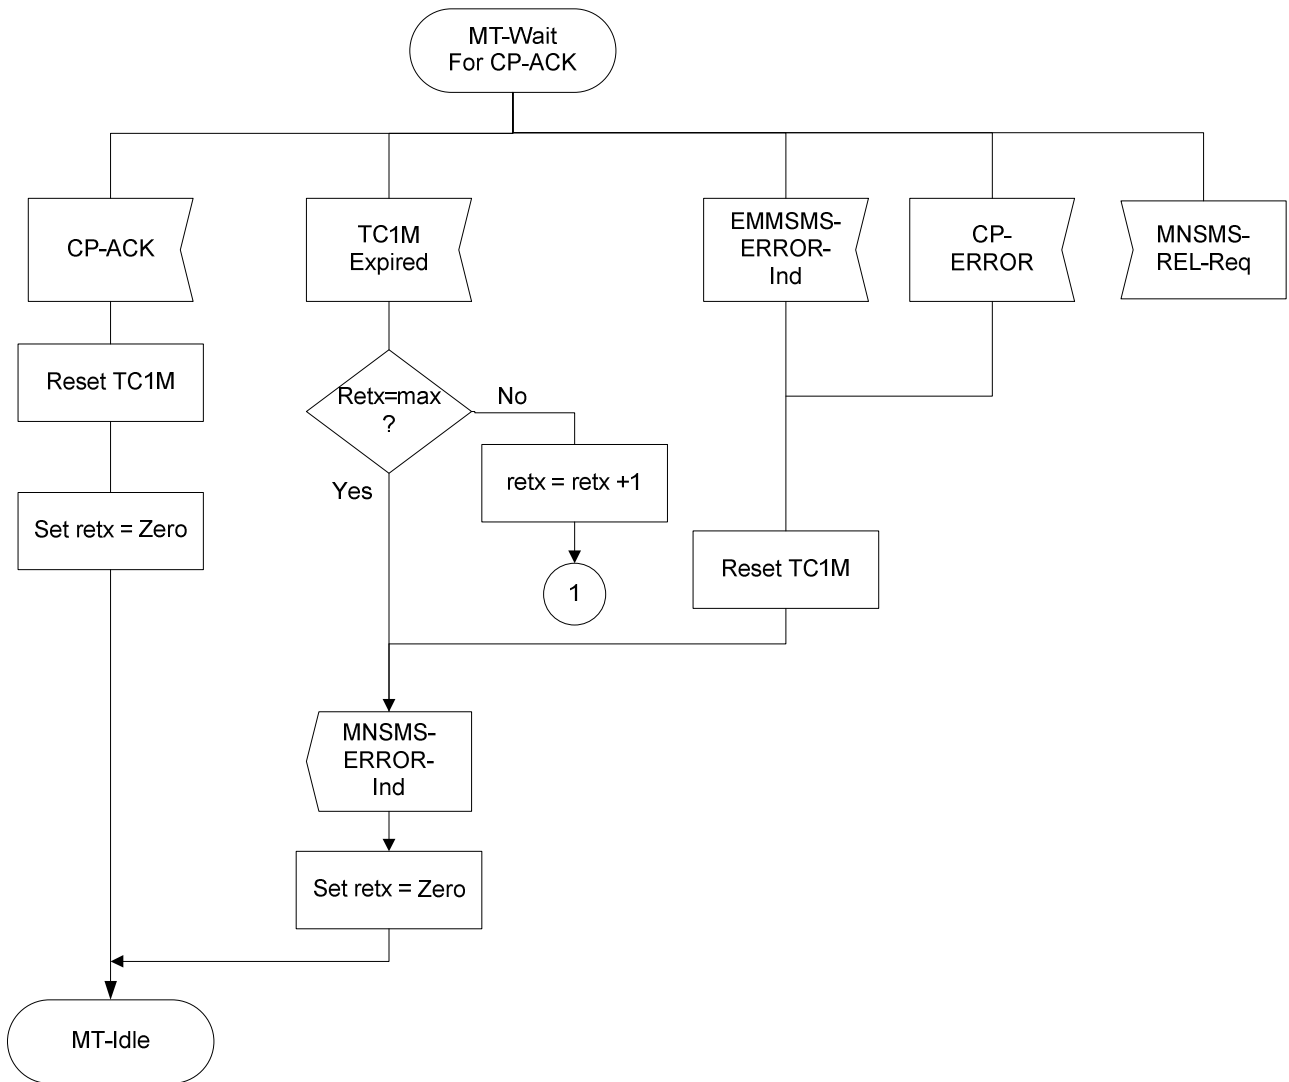 MT-Wait
For CP-ACK
CP-ACK
TC1M
Expired
EMMSMS-
ERROR-
Ind
CP-
ERROR
MNSMS-
REL-Req
Reset TC1M
Retx=max
?
No
Yes
retx = retx +1
Set retx = Zero
Reset TC1M
1
MNSMS-
ERROR-
Ind
Set retx = Zero
MT-Idle